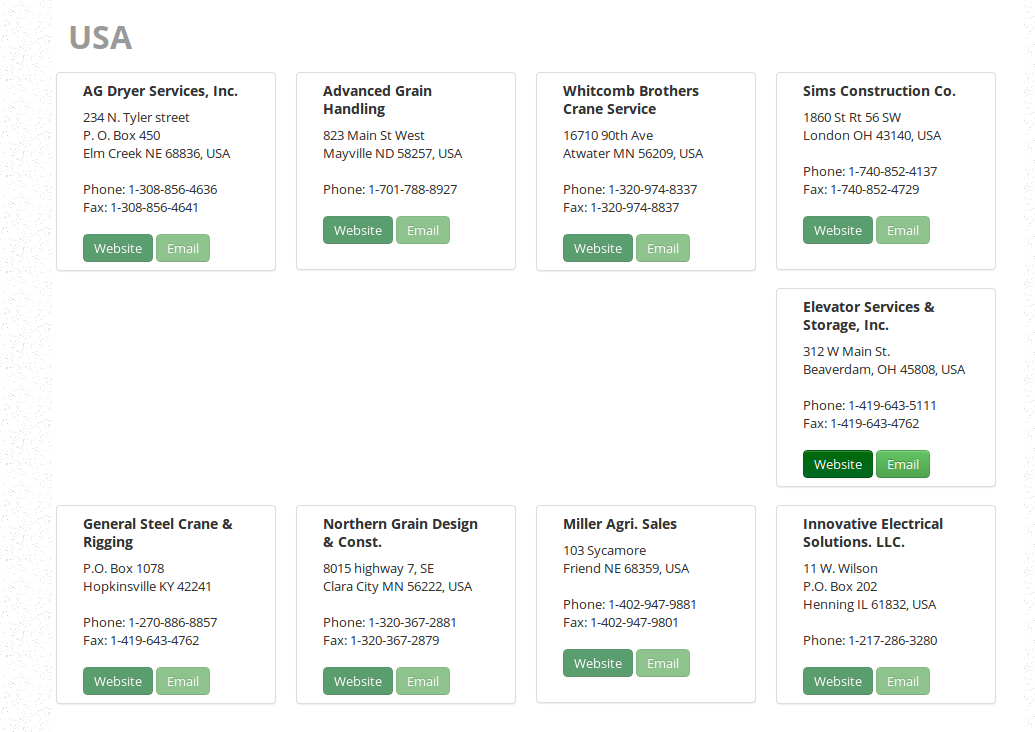 USA
AG Dryer Services, Inc.
234 N. Tyler street
P. O. Box 450
Elm Creek NE 68836, USA
Phone: 1-308-856-4636
Fax: 1-308-856-4641
Website Email
Advanced Grain
Handling
823 Main St West
Mayville ND 58257, USA
Phone: 1-701-788-8927
Website Email
Whitcomb Brothers
Crane Service
16710 90th Ave
Atwater MN 56209, USA
Phone: 1-320-974-8337
Fax: 1-320-974-8837
Website Email
Sims Construction Co.
1860 St Rt 56 SW
London OH 43140, USA
Phone: 1-740-852-4137
Fax: 1-740-852-4729
Website Email
Elevator Services &
Storage, Inc.
312 W Main St.
Beaverdam, OH 45808, USA
Phone: 1-419-643-5111
Fax: 1-419-643-4762
Website Email
General Steel Crane &
Rigging
P.O. Box 1078
Hopkinsville KY 42241
Phone: 1-270-886-8857
Fax: 1-419-643-4762
Website Email
Northern Grain Design
& Const.
8015 highway 7, SE
Clara City MN 56222, USA
Phone: 1-320-367-2881
Fax: 1-320-367-2879
Website Email
Miller Agri. Sales
103 Sycamore
Friend NE 68359, USA
Phone: 1-402-947-9881
Fax: 1-402-947-9801
Website Email
Innovative Electrical
Solutions. LLC.
11 W. Wilson
P.O. Box 202
Henning IL 61832, USA
Phone: 1-217-286-3280
Website Email